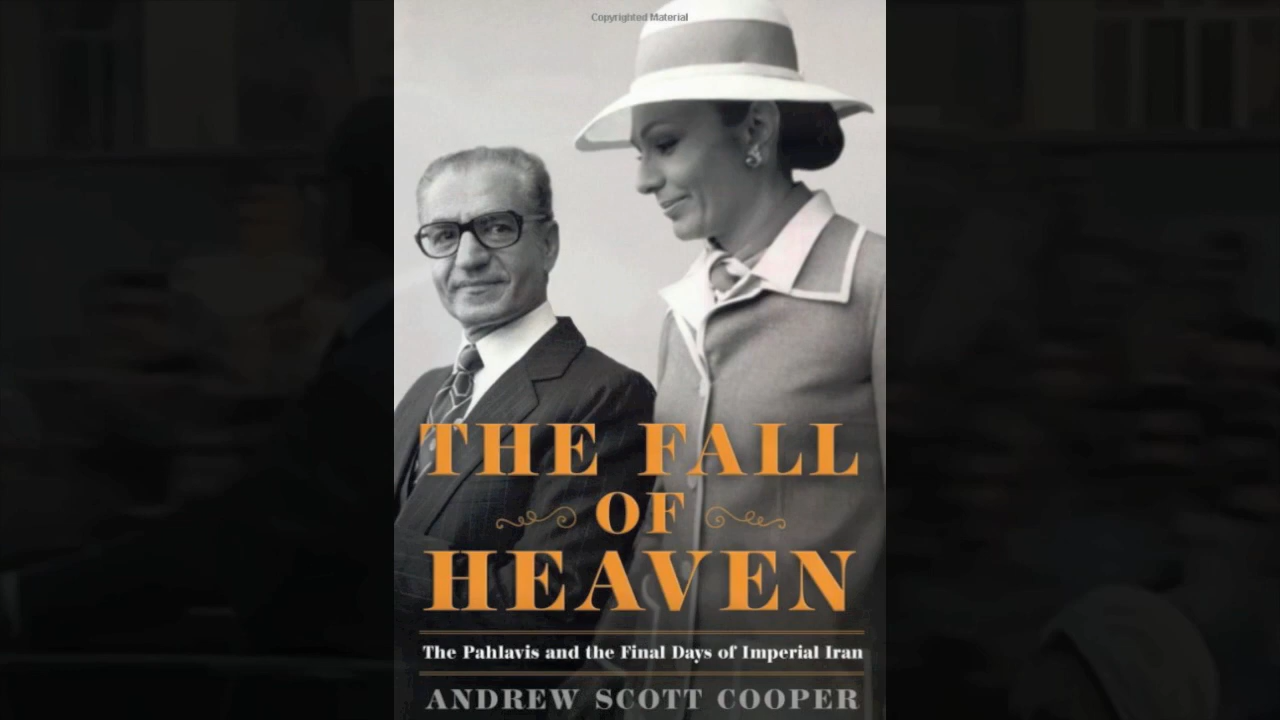 Copyrighted Material
THE FALL
OF
HEAVEN
The Pahlavis and the Final Days of Imperial Iran
ANDREW SCOTT COOPER